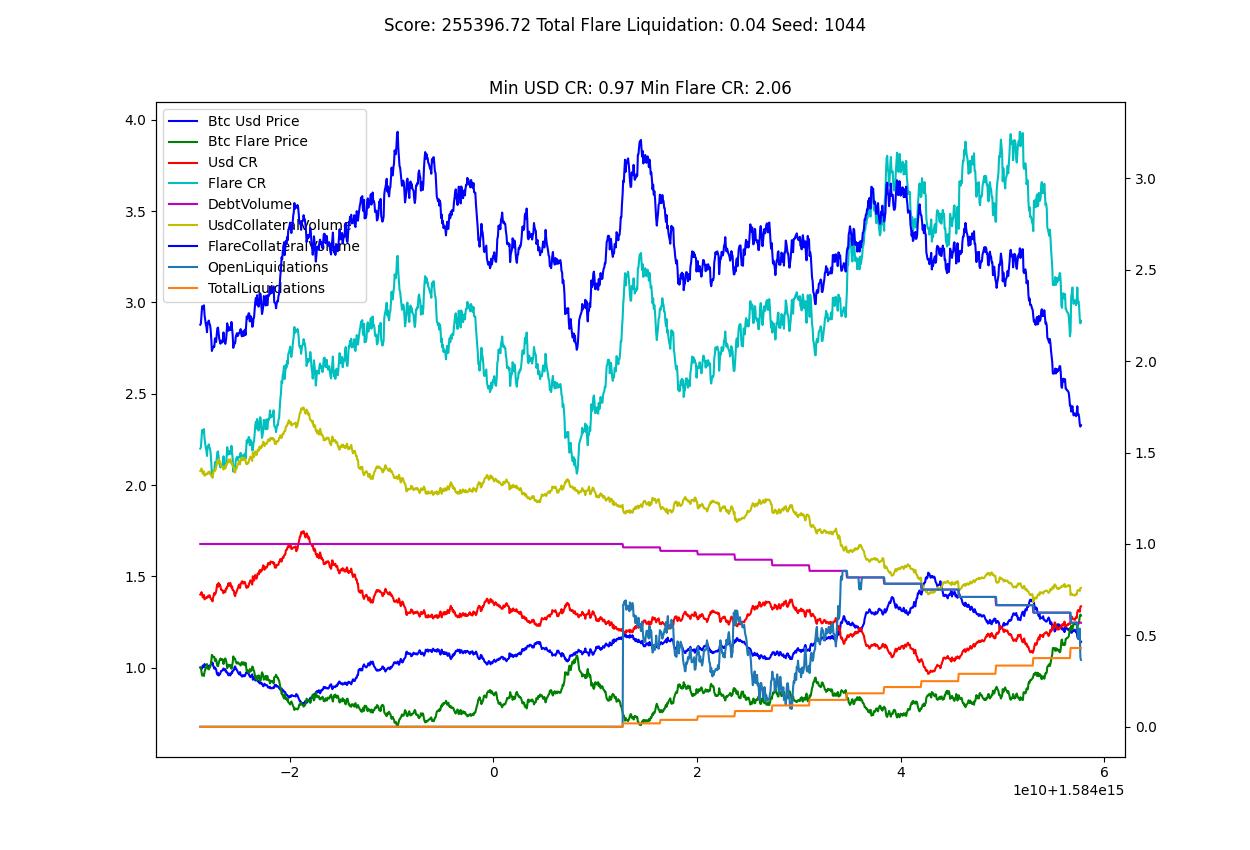 Score: 255396.72 Total Flare Liquidation: 0.04 Seed: 1044
Min USD CR: 0.97 Min Flare CR: 2.06
4.0
3.5
3.0
2.5
2.0
1.5
1.0
Btc Usd Price
Btc Flare Price
Usd CR
Flare CR
DebtVolume
UsdCollateralVolume
FlareCollateralVolume
OpenLiquidations
TotalLiquidations
3.0
2.5
2.0
1.5
1.0
0.5
0.0
−2 0 2 4 6
1e10+1.584e15